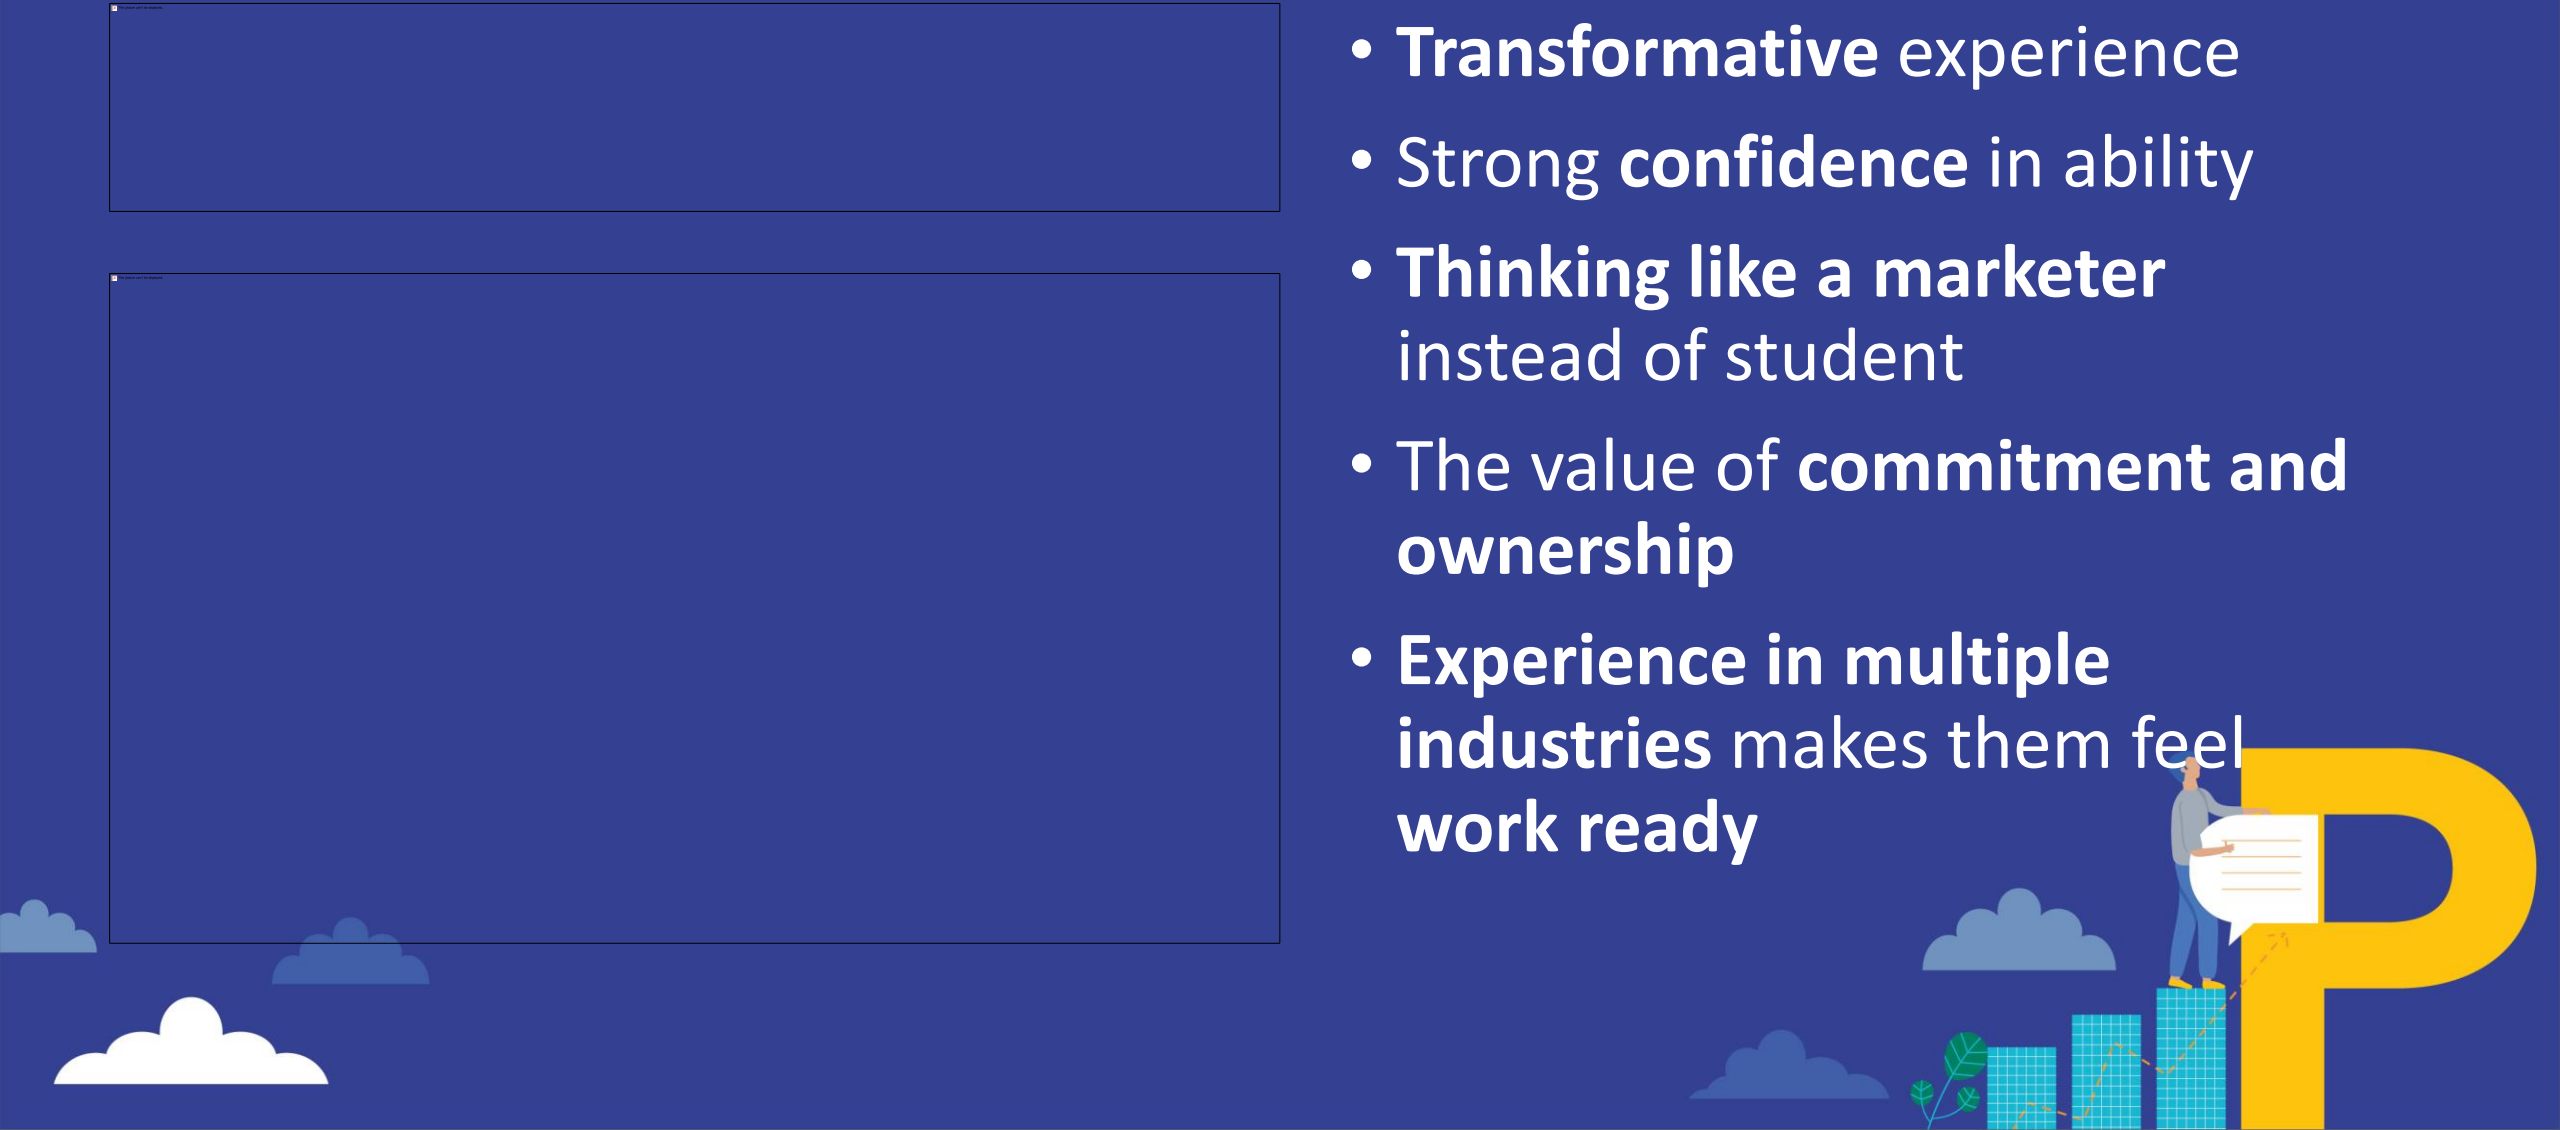 • Transformative experience
• Strong confidence in ability
• Thinking like a marketer
instead of student
• The value of commitment and
ownership
• Experience in multiple
industries makes them feel
work ready
P